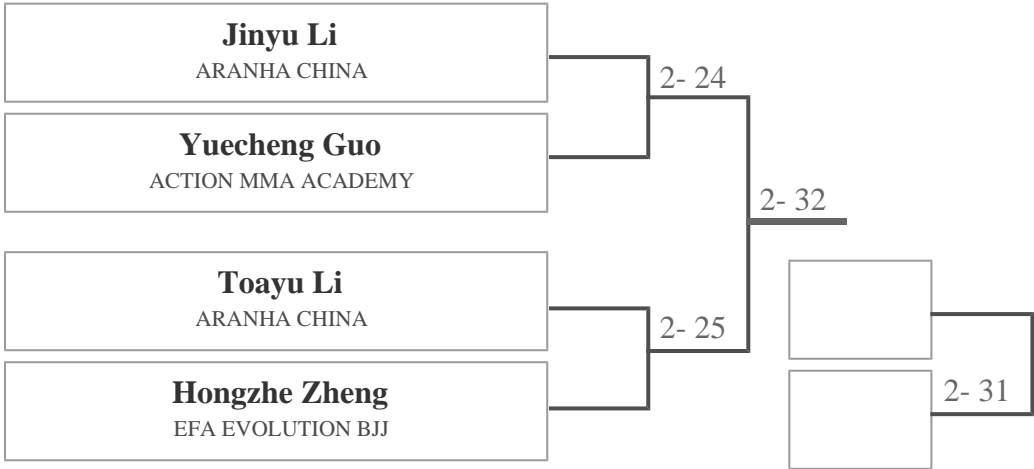 Jinyu Li
ARANHA CHINA
2- 24
Yuecheng Guo
ACTION MMA ACADEMY
2- 32
Toayu Li
ARANHA CHINA
2- 25
Hongzhe Zheng
EFA EVOLUTION BJJ
2- 31